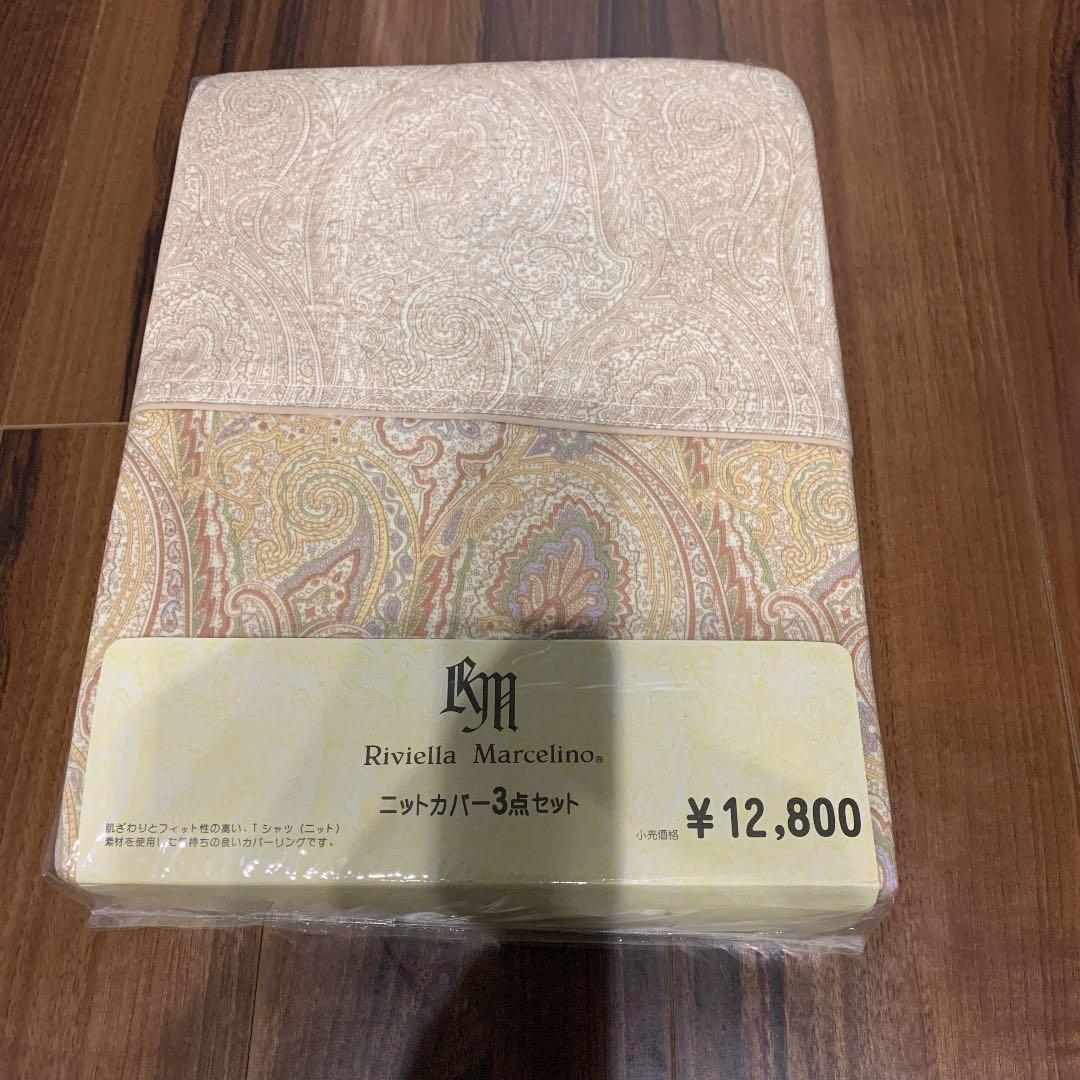 RM
Riviella Marcelino®
ニットカバー3点セット
肌ざわりとフィット性の高い、Tシャツ(ニット)
素材を使用した気持ちの良いカバーリングです。
小売価格 ¥12,800